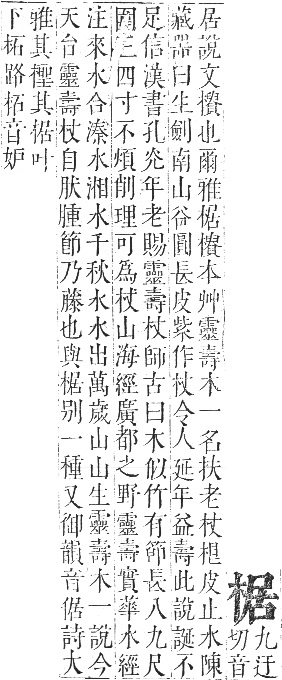 椐九迂
切音
居說文樻也爾雅椐樻本艸靈壽木一名扶老杖根皮止水陳
藏器曰生劍南山谷圓長皮紫作杖令人延年益壽此說誕不
足信漢書孔光年老賜靈壽杖師古曰木似竹有節長八九尺
圍三四寸不煩削理可為杖山海經廣都之野靈壽實華水經
注來水合溱水湘水千秋水水出萬歲山山生靈壽木一說今
天台靈壽杖自肰腫節乃藤也與椐別一種又御韻音倨詩大
雅其檉其椐叶
下柘路柘音妒